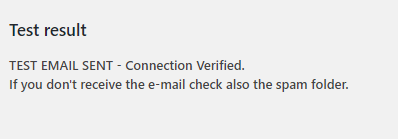 Test result
TEST EMAIL SENT - Connection Verified.
If you don't receive the e-mail check also the spam folder.